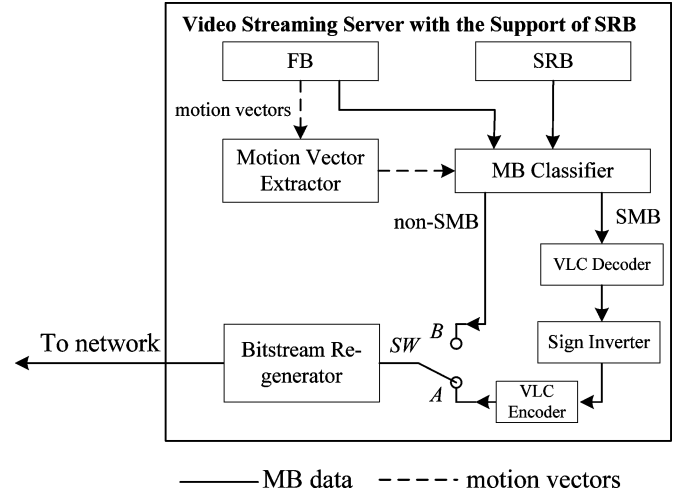 Video Streaming Server with the Support of SRB
FB
SRB
motion vectors
Motion Vector
Extractor
MB Classifier
non-SMB
SMB
VLC Decoder
B
Sign Inverter
To network
Bitstream Re-
generator
SW
A
VLC
Encoder
MB data
motion vectors